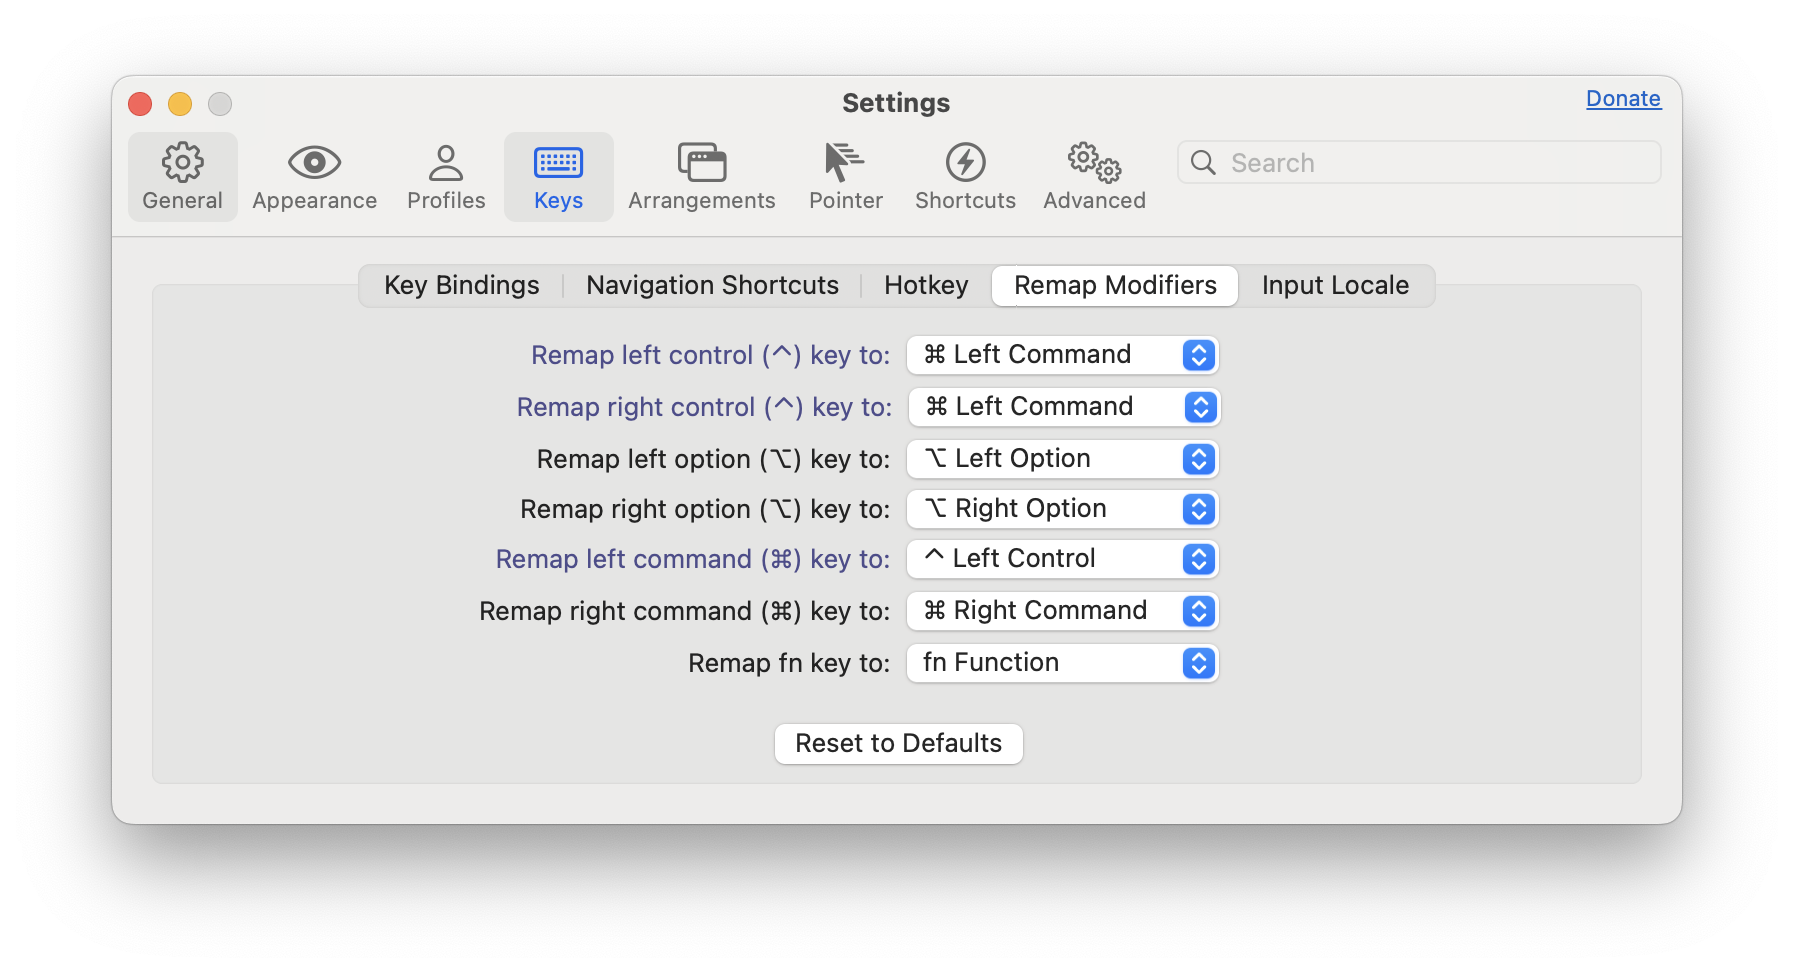 Settings
Donate
General Appearance Profiles Keys Arrangements Pointer Shortcuts Advanced Search
Key Bindings Navigation Shortcuts Hotkey Remap Modifiers Input Locale
Remap left control (^) key to: ⌘ Left Command
Remap right control (^) key to: ⌘ Left Command
Remap left option (⌥) key to: ⌥ Left Option
Remap right option (⌥) key to: ⌥ Right Option
Remap left command (⌘) key to: ^ Left Control
Remap right command (⌘) key to: ⌘ Right Command
Remap fn key to: fn Function
Reset to Defaults